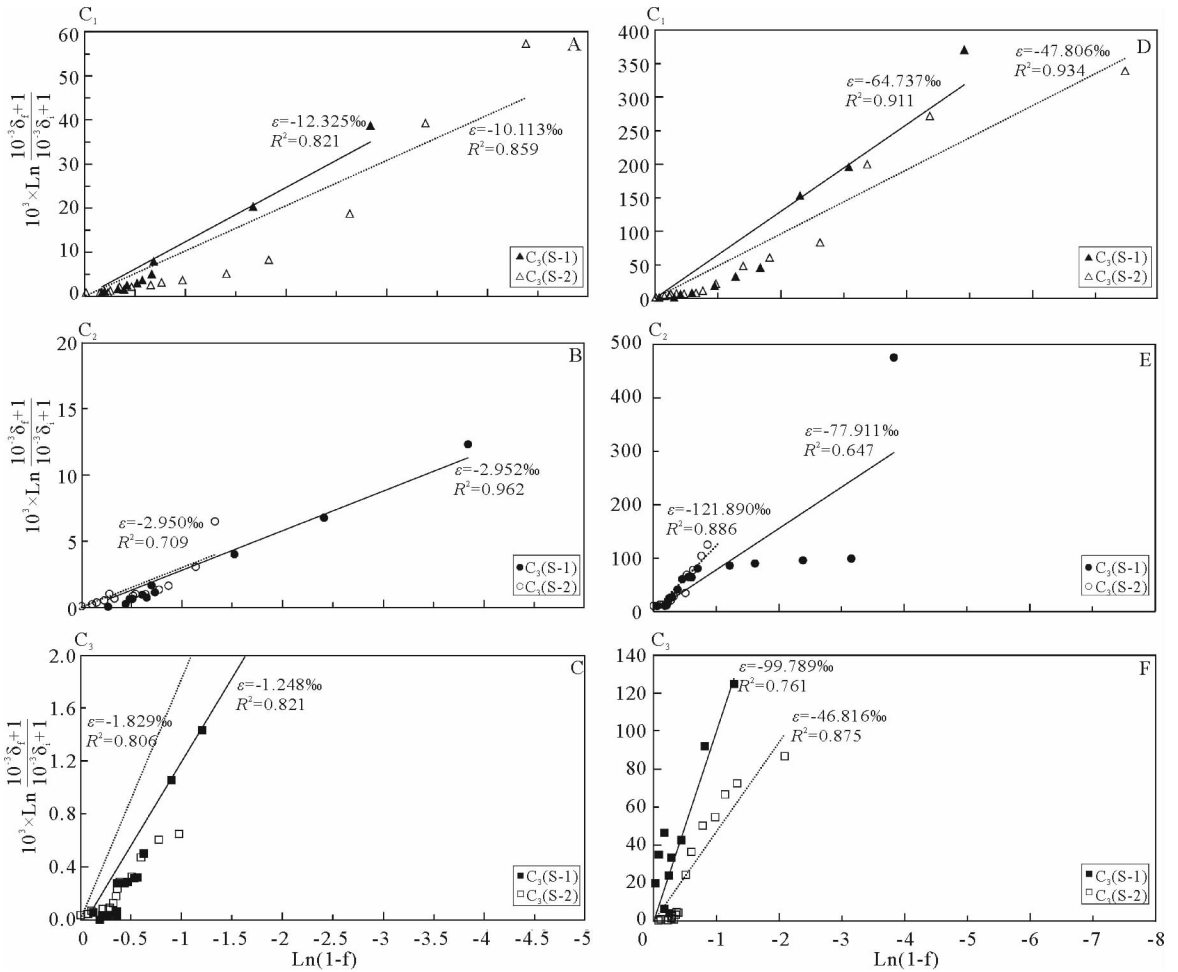 C₁
A
60
50
40
30
20
10
0
10³×Ln 10⁻³δf+1
10⁻³δi+1
ε=-12.325‰
R²=0.821
ε=-10.113‰
R²=0.859
C₃(S-1)
C₃(S-2)
C₁
D
400
350
300
250
200
150
100
50
0
ε=-47.806‰
R²=0.934
ε=-64.737‰
R²=0.911
C₃(S-1)
C₃(S-2)
C₂
B
20
15
10
5
0
10³×Ln 10⁻³δf+1
10⁻³δi+1
ε=-2.952‰
R²=0.962
ε=-2.950‰
R²=0.709
C₃(S-1)
C₃(S-2)
C₂
E
500
400
300
200
100
0
ε=-77.911‰
R²=0.647
ε=-121.890‰
R²=0.886
C₃(S-1)
C₃(S-2)
C₃
C
2.0
1.6
1.2
0.8
0.4
0.0
10³×Ln 10⁻³δf+1
10⁻³δi+1
ε=-1.248‰
R²=0.821
ε=-1.829‰
R²=0.806
C₃(S-1)
C₃(S-2)
0 -0.5 -1 -1.5 -2 -2.5 -3 -3.5 -4 -4.5 -5
Ln(1-f)
C₃
F
140
120
100
80
60
40
20
0
ε=-99.789‰
R²=0.761
ε=-46.816‰
R²=0.875
C₃(S-1)
C₃(S-2)
0 -1 -2 -3 -4 -5 -6 -7 -8
Ln(1-f)